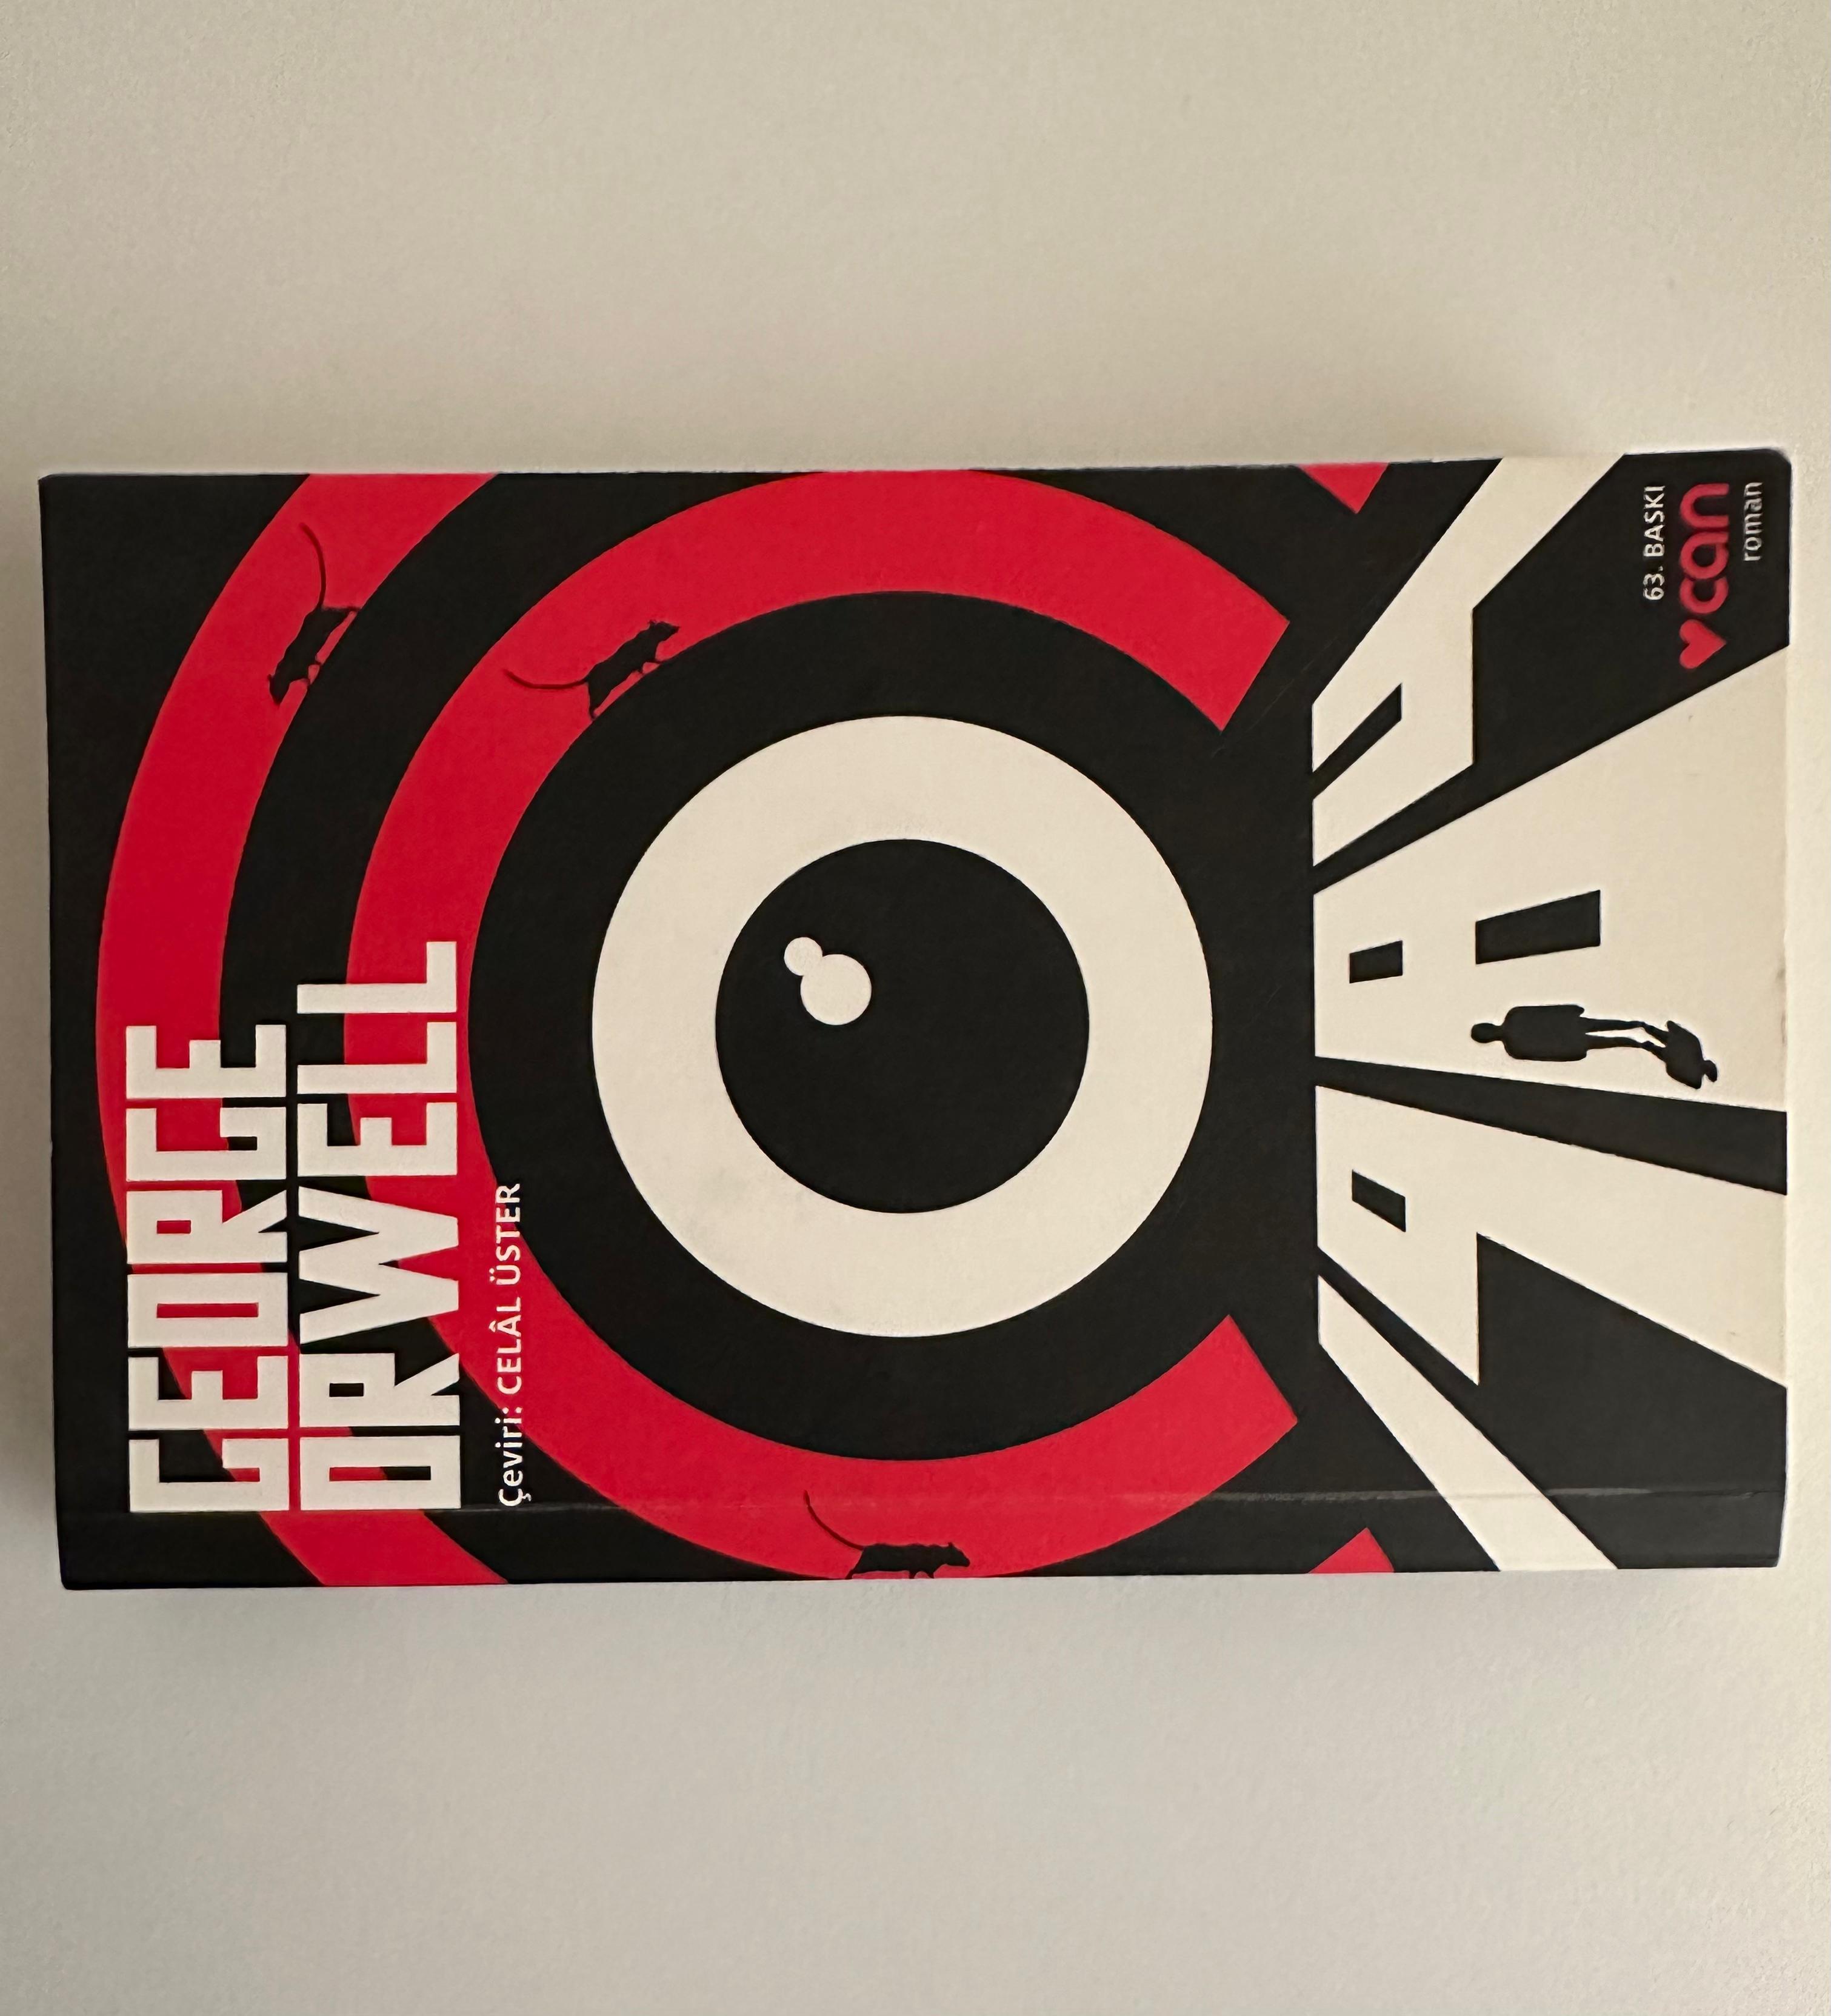 GEORGE
ORWELL
Çeviri: CELÂL ÜSTER
1984
63. BASKI
can
roman